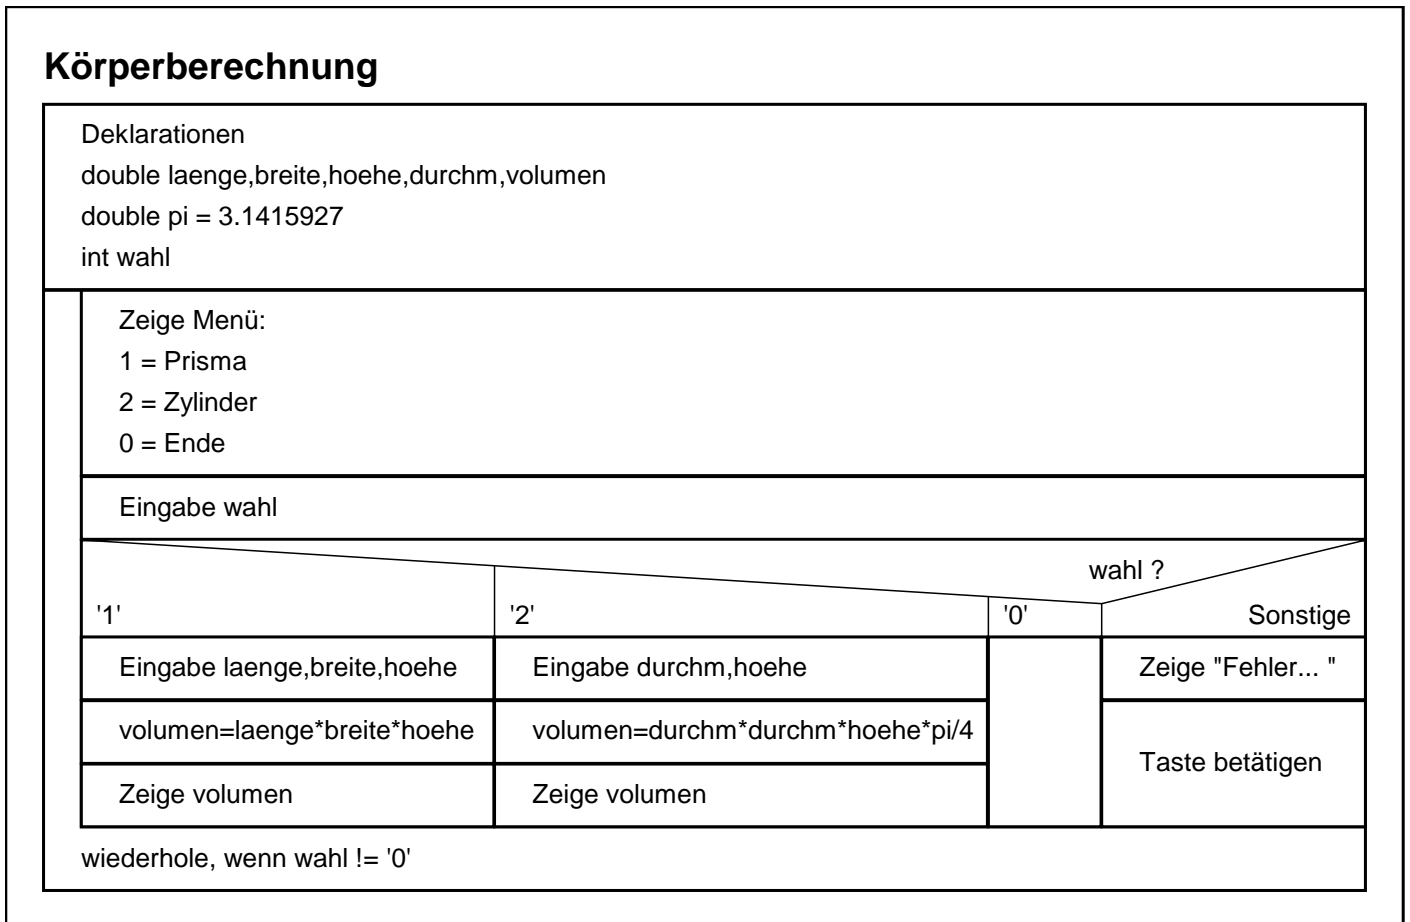 Körperberechnung
Deklarationen
double laenge,breite,hoehe,durchm,volumen
double pi = 3.1415927
int wahl
Zeige Menü:
1 = Prisma
2 = Zylinder
0 = Ende
Eingabe wahl
wahl ?
'1' '2' '0' Sonstige
Eingabe laenge,breite,hoehe Eingabe durchm,hoehe Zeige "Fehler... "
volumen=laenge*breite*hoehe volumen=durchm*durchm*hoehe*pi/4
Taste betätigen
Zeige volumen Zeige volumen
wiederhole, wenn wahl != '0'